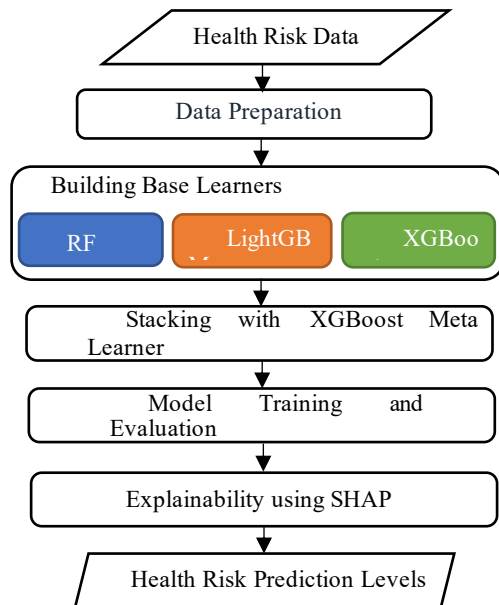 Health Risk Data
Data Preparation
Building Base Learners
RF
LightGB
XGBoo
Stacking with XGBoost Meta
Learner
Model Training and
Evaluation
Explainability using SHAP
Health Risk Prediction Levels